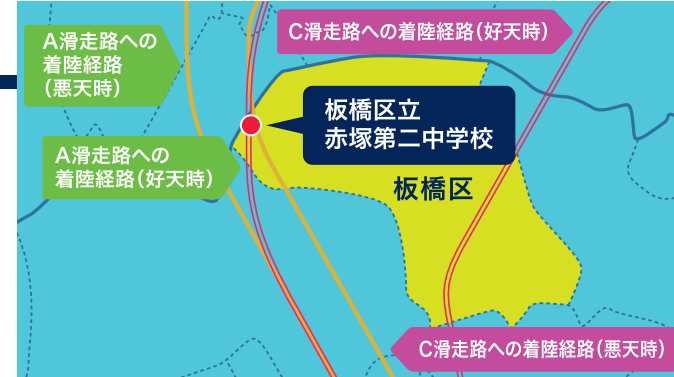 A滑走路への
着陸経路
(悪天時)
C滑走路への着陸経路(好天時)
板橋区立
赤塚第二中学校
A滑走路への
着陸経路(好天時)
板橋区
C滑走路への着陸経路(悪天時)